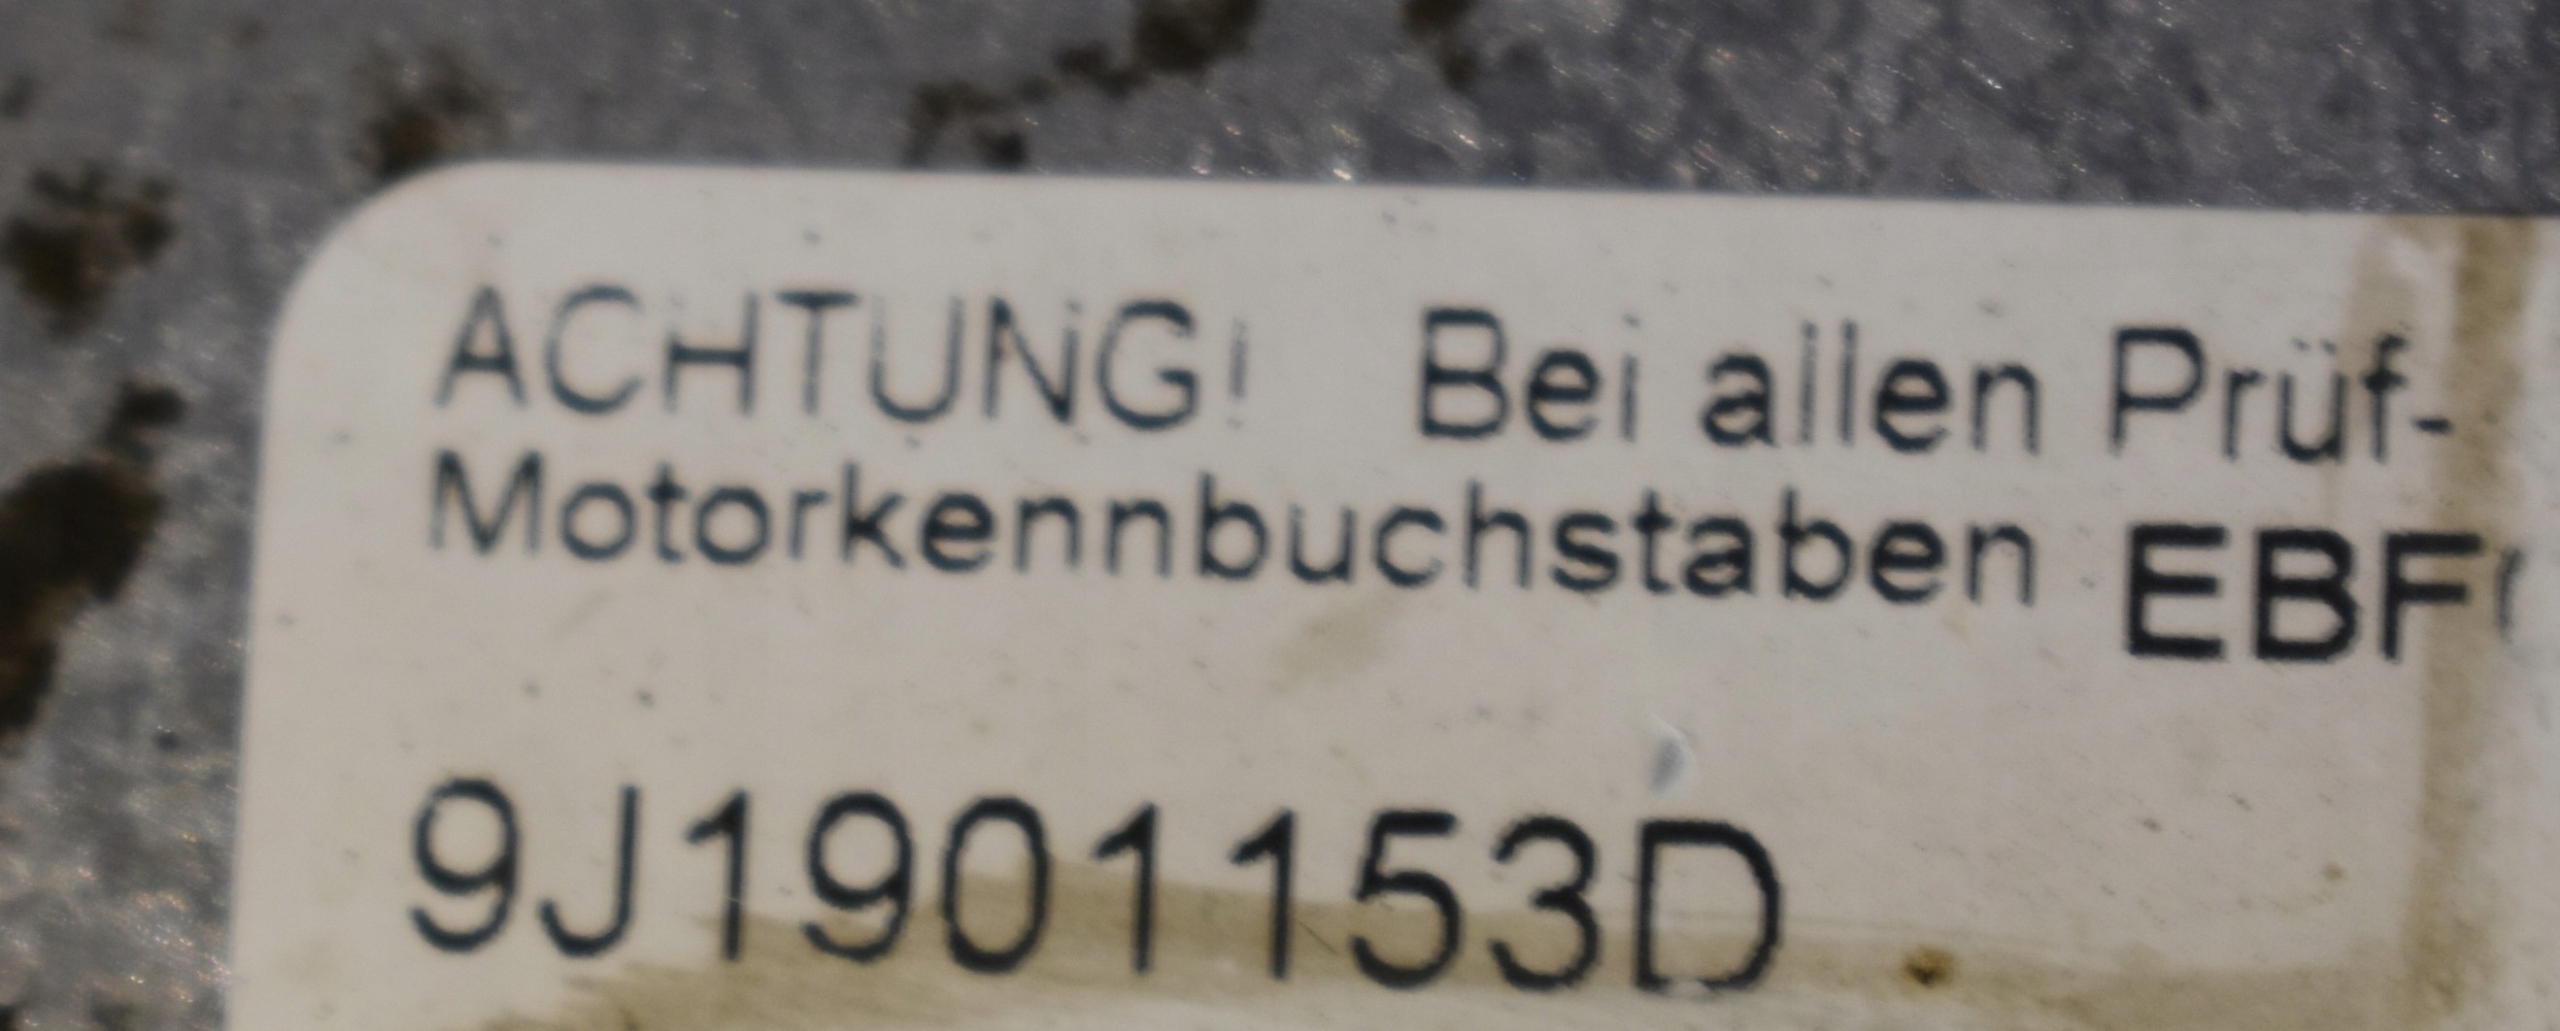 ACHTUNG! Bei allen Prüf-
Motorkennbuchstaben EBF
9J1901153D